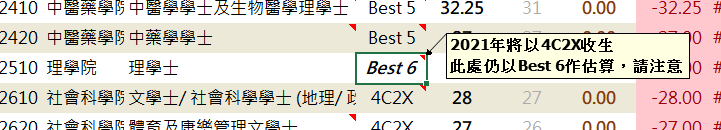 2410 中醫藥學院 中醫學學士及生物醫學理學士 Best 5 32.25 31 0.00 -32.25 #
2420 中醫藥學院 中藥學學士 Best 5
2021年將以4C2X收生
此處仍以Best 6作估算，請注意
2510 理學院 理學士 Best 6
2610 社會科學院 文學士/ 社會科學學士 (地理/ 政 4C2X 28 27 0.00 -28.00 #
社會科學院 體育及康樂管理文學士 4C2X 27 26 0.00 -27.00 #